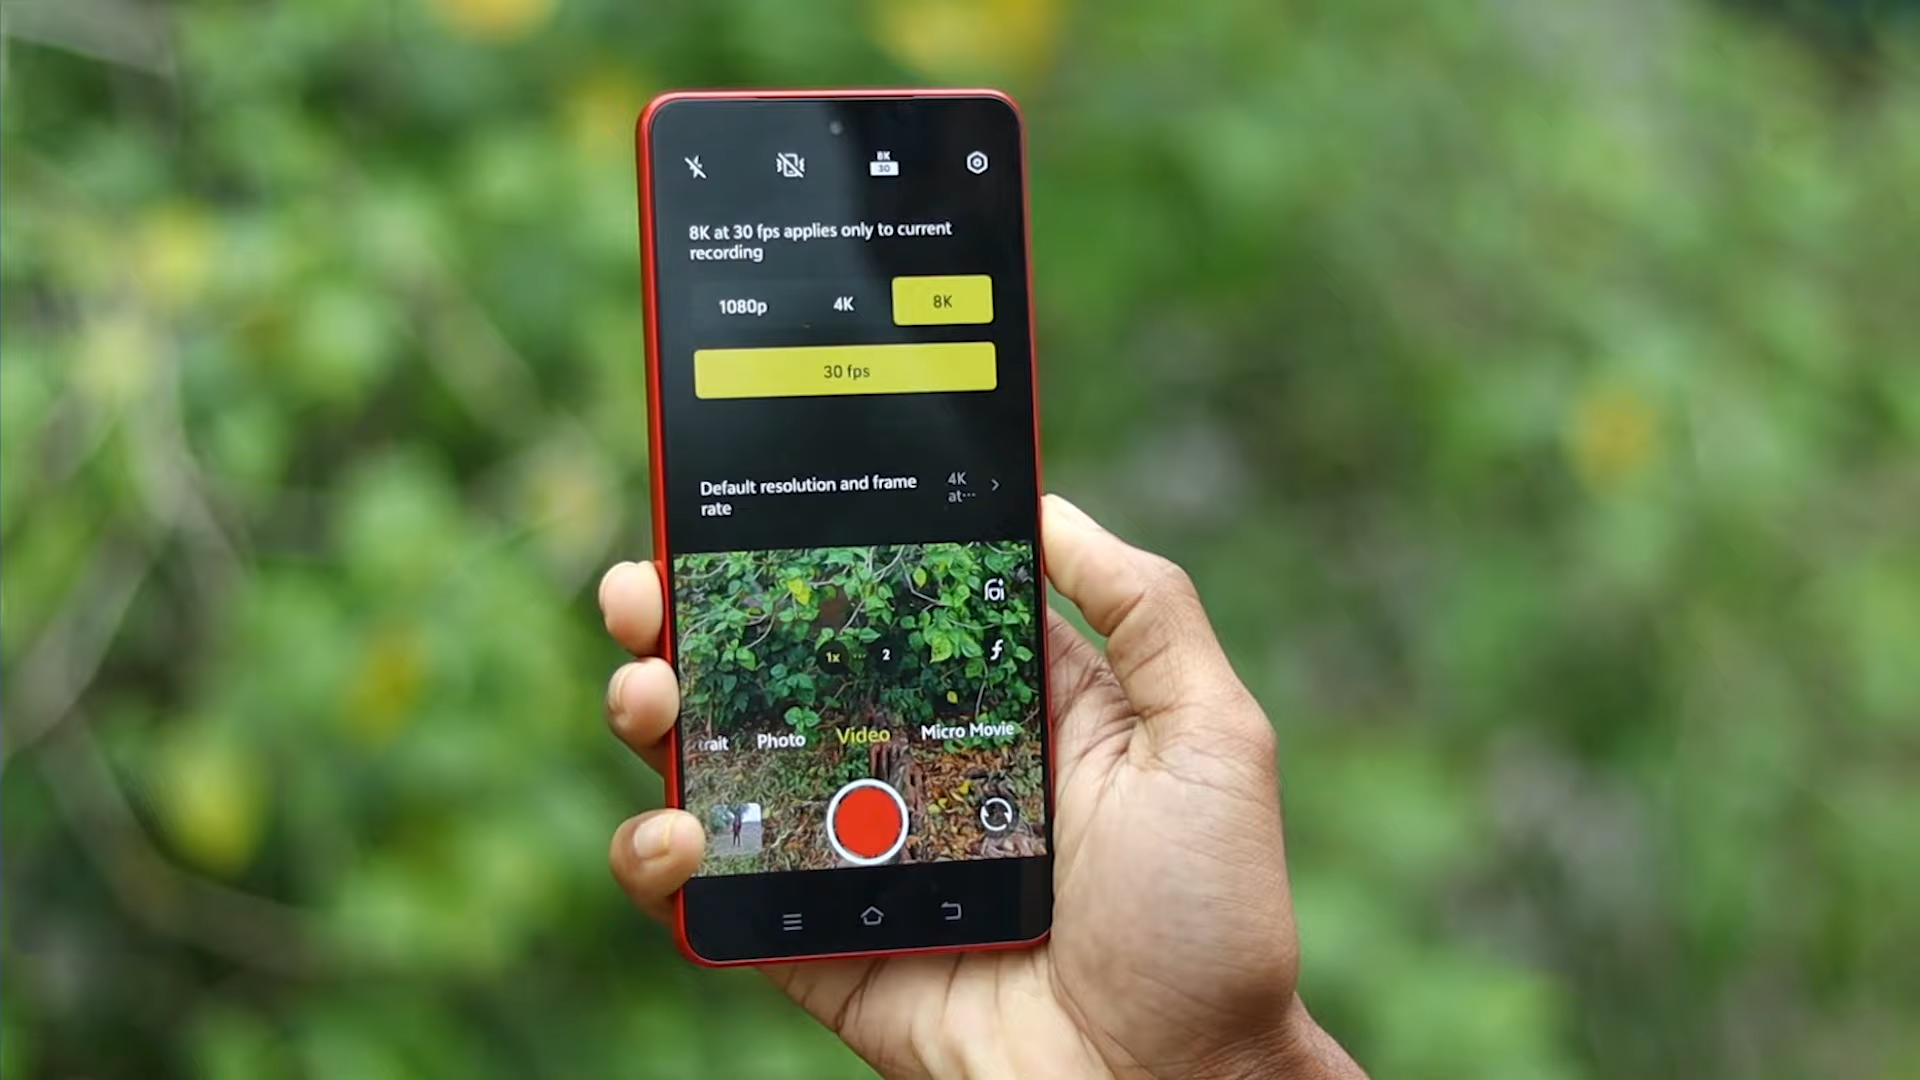 8K
30
8K at 30 fps applies only to current
recording
1080p 4K 8K
30 fps
Default resolution and frame
rate
4K
at...
1x 2
rait Photo Video Micro Movie